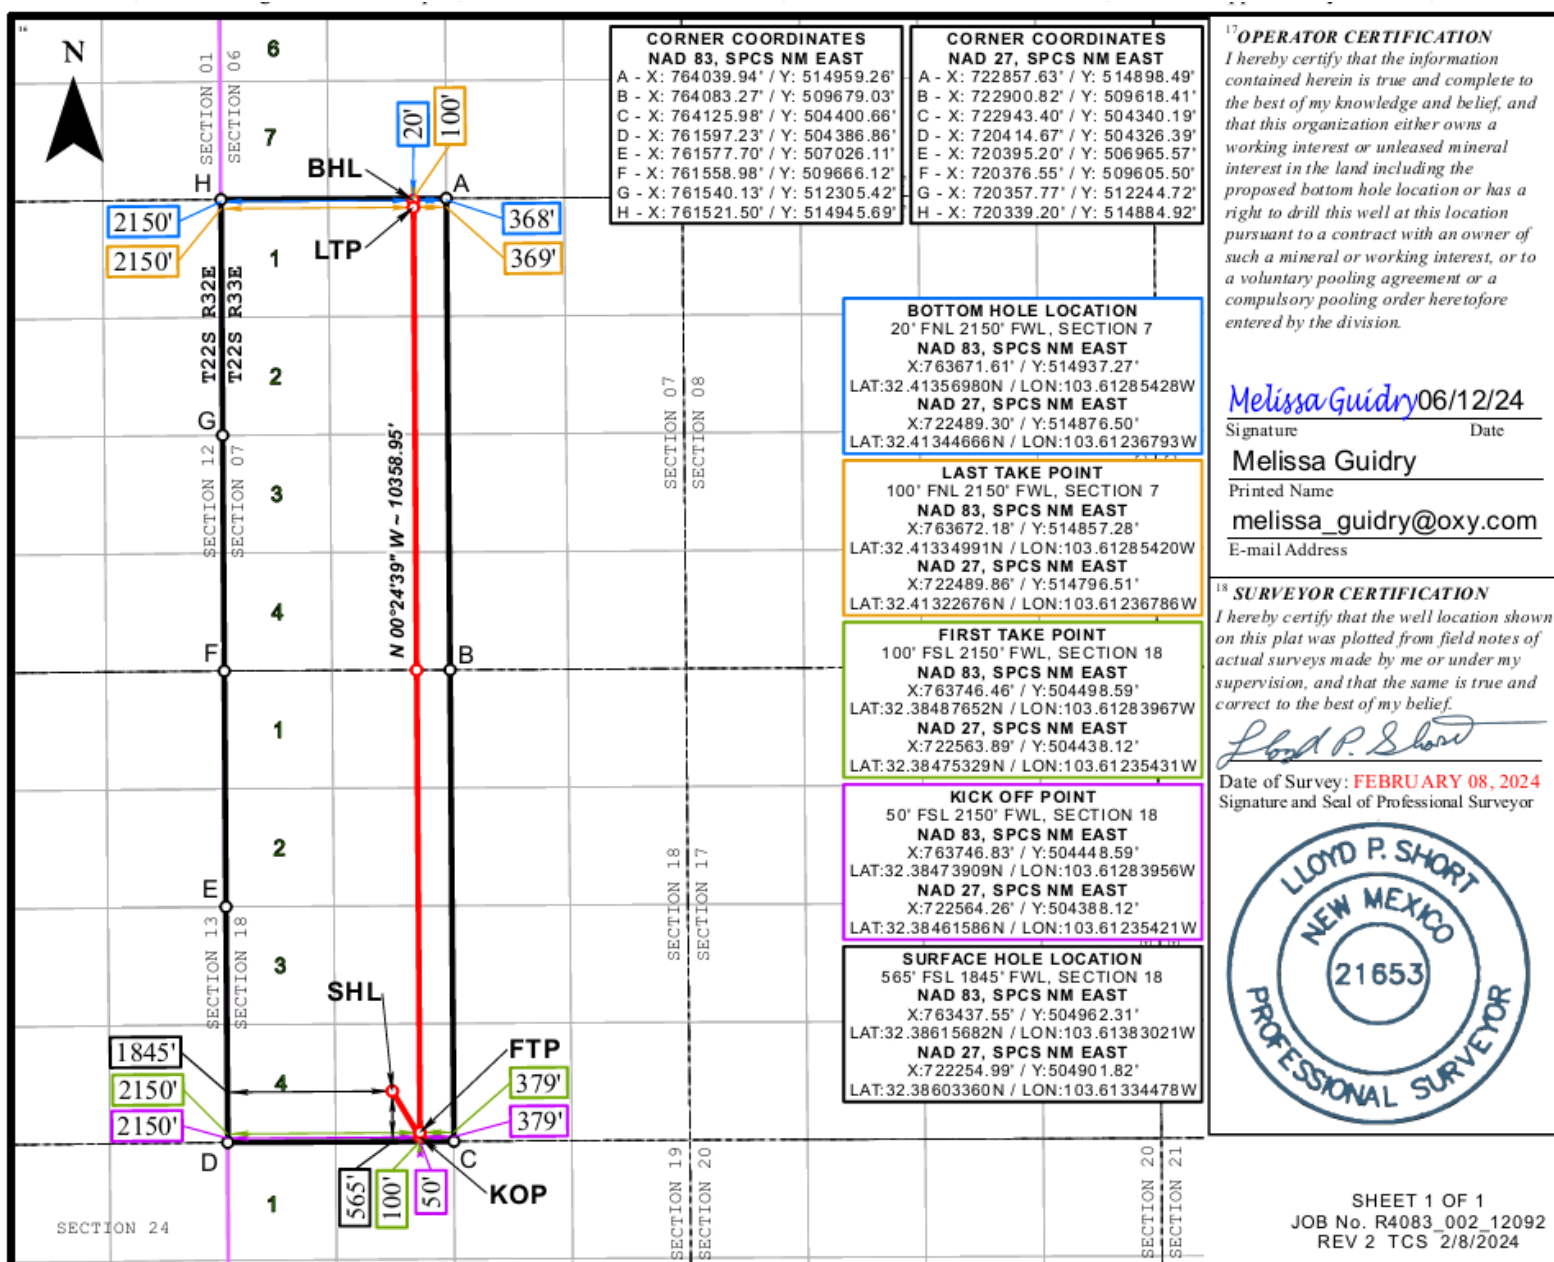 16
N
SECTION 01
SECTION 06
6
7
20'
100'
BHL
H
A
2150'
368'
LTP
2150'
369'
1
T22S R32E
T22S R33E
2
G
SECTION 12
SECTION 07
3
N 00°24'39" W ~ 10358.95'
4
F
B
1
2
E
SECTION 13
SECTION 18
3
SHL
1845'
FTP
2150'
4
379'
2150'
379'
D
C
565'
100'
50'
KOP
1
SECTION 24
SECTION 07
SECTION 08
SECTION 18
SECTION 17
SECTION 19
SECTION 20
SECTION 20
SECTION 21
CORNER COORDINATES
NAD 83, SPCS NM EAST
A - X: 764039.94' / Y: 514959.26'
B - X: 764083.27' / Y: 509679.03'
C - X: 764125.98' / Y: 504400.66'
D - X: 761597.23' / Y: 504386.86'
E - X: 761577.70' / Y: 507026.11'
F - X: 761558.98' / Y: 509666.12'
G - X: 761540.13' / Y: 512305.42'
H - X: 761521.50' / Y: 514945.69'
CORNER COORDINATES
NAD 27, SPCS NM EAST
A - X: 722857.63' / Y: 514898.49'
B - X: 722900.82' / Y: 509618.41'
C - X: 722943.40' / Y: 504340.19'
D - X: 720414.67' / Y: 504326.39'
E - X: 720395.20' / Y: 506965.57'
F - X: 720376.55' / Y: 509605.50'
G - X: 720357.77' / Y: 512244.72'
H - X: 720339.20' / Y: 514884.92'
BOTTOM HOLE LOCATION
20' FNL 2150' FWL, SECTION 7
NAD 83, SPCS NM EAST
X:763671.61' / Y:514937.27'
LAT:32.41356980N / LON:103.61285428W
NAD 27, SPCS NM EAST
X:722489.30' / Y:514876.50'
LAT:32.41344666N / LON:103.61236793W
LAST TAKE POINT
100' FNL 2150' FWL, SECTION 7
NAD 83, SPCS NM EAST
X:763672.18' / Y:514857.28'
LAT:32.41334991N / LON:103.61285420W
NAD 27, SPCS NM EAST
X:722489.86' / Y:514796.51'
LAT:32.41322676N / LON:103.61236786W
FIRST TAKE POINT
100' FSL 2150' FWL, SECTION 18
NAD 83, SPCS NM EAST
X:763746.46' / Y:504498.59'
LAT:32.38487652N / LON:103.61283967W
NAD 27, SPCS NM EAST
X:722563.89' / Y:504438.12'
LAT:32.38475329N / LON:103.61235431W
KICK OFF POINT
50' FSL 2150' FWL, SECTION 18
NAD 83, SPCS NM EAST
X:763746.83' / Y:504448.59'
LAT:32.38473909N / LON:103.61283956W
NAD 27, SPCS NM EAST
X:722564.26' / Y:504388.12'
LAT:32.38461586N / LON:103.61235421W
SURFACE HOLE LOCATION
565' FSL 1845' FWL, SECTION 18
NAD 83, SPCS NM EAST
X:763437.55' / Y:504962.31'
LAT:32.38615682N / LON:103.61383021W
NAD 27, SPCS NM EAST
X:722254.99' / Y:504901.82'
LAT:32.38603360N / LON:103.61334478W
17 OPERATOR CERTIFICATION
I hereby certify that the information
contained herein is true and complete to
the best of my knowledge and belief, and
that this organization either owns a
working interest or unleased mineral
interest in the land including the
proposed bottom hole location or has a
right to drill this well at this location
pursuant to a contract with an owner of
such a mineral or working interest, or to
a voluntary pooling agreement or a
compulsory pooling order heretofore
entered by the division.
Melissa Guidry 06/12/24
Signature Date
Melissa Guidry
Printed Name
melissa_guidry@oxy.com
E-mail Address
18 SURVEYOR CERTIFICATION
I hereby certify that the well location shown
on this plat was plotted from field notes of
actual surveys made by me or under my
supervision, and that the same is true and
correct to the best of my belief.
Lloyd P. Short
Date of Survey: FEBRUARY 08, 2024
Signature and Seal of Professional Surveyor
LLOYD P. SHORT
NEW MEXICO
21653
PROFESSIONAL SURVEYOR
SHEET 1 OF 1
JOB No. R4083_002_12092
REV 2 TCS 2/8/2024